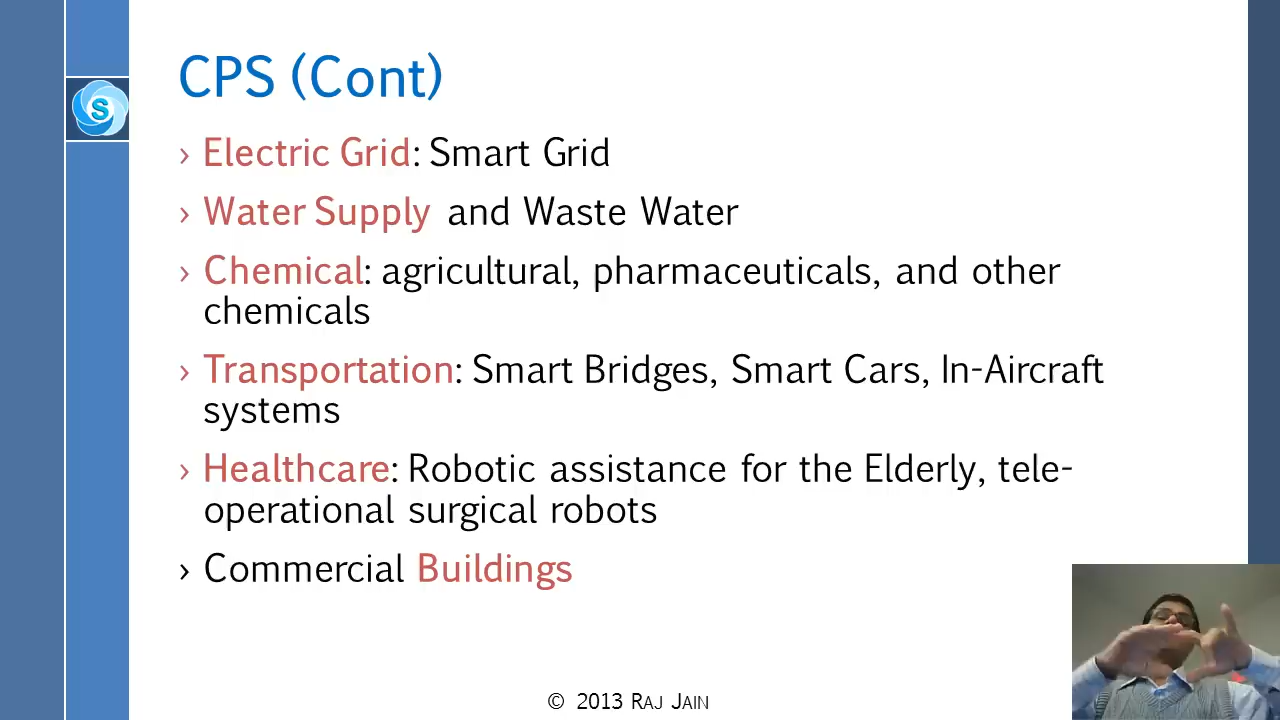 CPS (Cont)
S
› Electric Grid: Smart Grid
› Water Supply and Waste Water
› Chemical: agricultural, pharmaceuticals, and other
chemicals
› Transportation: Smart Bridges, Smart Cars, In-Aircraft
systems
› Healthcare: Robotic assistance for the Elderly, tele-
operational surgical robots
› Commercial Buildings
© 2013 Raj Jain